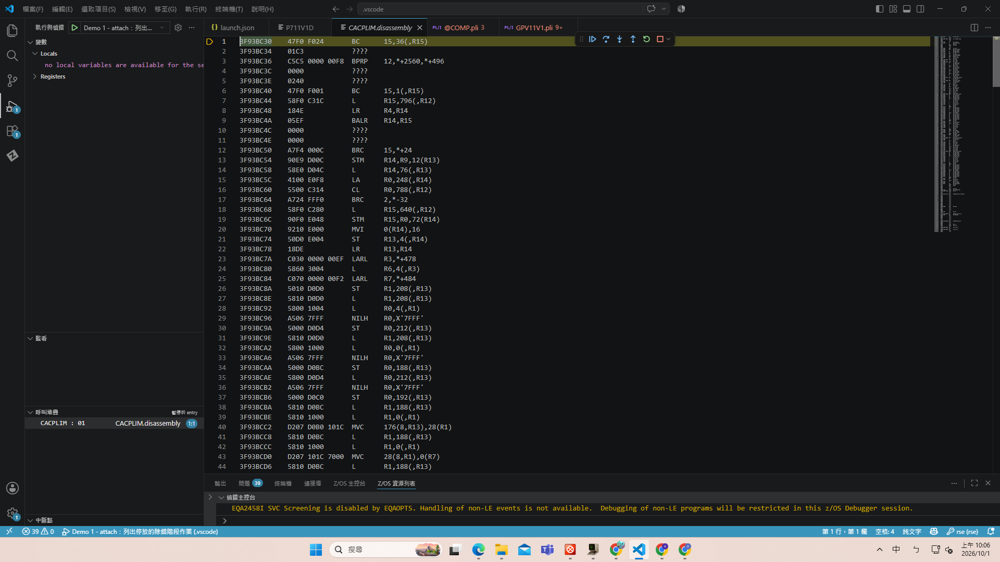 檔案(F) 編輯(E) 選取項目(S) 檢視(V) 移至(G) 執行(R) 終端機(T) 說明(H) .vscode
執行與偵錯 Demo 1 - attach：列出... launch.json P711V1D CACPLIM.disassembly PL/I @COMP.pli 3 PL/I GPV11V1.pli 9+
變數
Locals
no local variables are available for the se
Registers
監看
呼叫堆疊 暫停於 entry
CACPLIM : 01 CACPLIM.disassembly 1:1
中斷點
1 3F93BC30 47F0 F024 BC 15,36(,R15)
2 3F93BC34 01C3 ????
3 3F93BC36 C5C5 0000 00F8 BPRP 12,*+2560,*+496
4 3F93BC3C 0000 ????
5 3F93BC3E 0240 ????
6 3F93BC40 47F0 F001 BC 15,1(,R15)
7 3F93BC44 58F0 C31C L R15,796(,R12)
8 3F93BC48 184E LR R4,R14
9 3F93BC4A 05EF BALR R14,R15
10 3F93BC4C 0000 ????
11 3F93BC4E 0000 ????
12 3F93BC50 A7F4 000C BRC 15,*+24
13 3F93BC54 90E9 D00C STM R14,R9,12(R13)
14 3F93BC58 58E0 D04C L R14,76(,R13)
15 3F93BC5C 4100 E0F8 LA R0,248(,R14)
16 3F93BC60 5500 C314 CL R0,788(,R12)
17 3F93BC64 A724 FFF0 BRC 2,*-32
18 3F93BC68 58F0 C280 L R15,640(,R12)
19 3F93BC6C 90F0 E048 STM R15,R0,72(R14)
20 3F93BC70 9210 E000 MVI 0(R14),16
21 3F93BC74 50D0 E004 ST R13,4(,R14)
22 3F93BC78 18DE LR R13,R14
23 3F93BC7A C030 0000 00EF LARL R3,*+478
24 3F93BC80 5860 3004 L R6,4(,R3)
25 3F93BC84 C070 0000 00F2 LARL R7,*+484
26 3F93BC8A 5010 D0D0 ST R1,208(,R13)
27 3F93BC8E 5810 D0D0 L R1,208(,R13)
28 3F93BC92 5800 1004 L R0,4(,R1)
29 3F93BC96 A506 7FFF NILH R0,X'7FFF'
30 3F93BC9A 5000 D0D4 ST R0,212(,R13)
31 3F93BC9E 5810 D0D0 L R1,208(,R13)
32 3F93BCA2 5800 1000 L R0,0(,R1)
33 3F93BCA6 A506 7FFF NILH R0,X'7FFF'
34 3F93BCAA 5000 D0BC ST R0,188(,R13)
35 3F93BCAE 5800 D0D4 L R0,212(,R13)
36 3F93BCB2 A506 7FFF NILH R0,X'7FFF'
37 3F93BCB6 5000 D0C0 ST R0,192(,R13)
38 3F93BCBA 5810 D0BC L R1,188(,R13)
39 3F93BCBE 5810 1000 L R1,0(,R1)
40 3F93BCC2 D207 D0B0 101C MVC 176(8,R13),28(R1)
41 3F93BCC8 5810 D0BC L R1,188(,R13)
42 3F93BCCC 5810 1000 L R1,0(,R1)
43 3F93BCD0 D207 101C 7000 MVC 28(8,R1),0(R7)
44 3F93BCD6 5810 D0BC L R1,188(,R13)
輸出 問題 39 終端機 連接埠 Z/OS 主控台 Z/OS 資源列表
偵錯主控台
EQA2458I SVC Screening is disabled by EQAOPTS. Handling of non-LE events is not available.  Debugging of non-LE programs will be restricted in this z/OS Debugger session.
39 0 Demo 1 - attach：列出停放的除錯階段作業 (.vscode) 第 1 行，第 1 欄 空格: 4 純文字 rse (rse)
搜尋 中 ㄅ 上午 10:06
2026/10/1